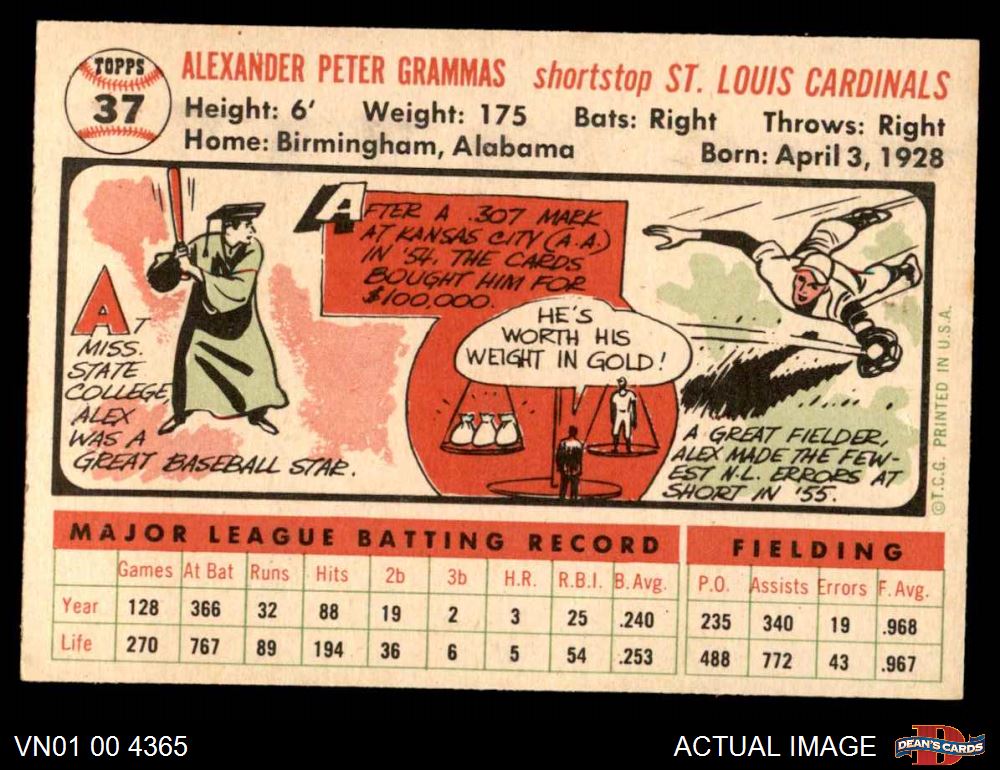 TOPPS
37
ALEXANDER PETER GRAMMAS shortstop ST. LOUIS CARDINALS
Height: 6' Weight: 175 Bats: Right Throws: Right
Home: Birmingham, Alabama Born: April 3, 1928
AT
MISS.
STATE
COLLEGE,
ALEX
WAS A
GREAT BASEBALL STAR.
AFTER A .307 MARK
AT KANSAS CITY (A.A.)
IN '54, THE CARDS
BOUGHT HIM FOR
$100,000.
HE'S
WORTH HIS
WEIGHT IN GOLD!
A GREAT FIELDER,
ALEX MADE THE FEW-
EST N.L. ERRORS AT
SHORT IN '55.
©T.C.G. PRINTED IN U.S.A.
MAJOR LEAGUE BATTING RECORD FIELDING
Games At Bat Runs Hits 2b 3b H.R. R.B.I. B.Avg. P.O. Assists Errors F.Avg.
Year 128 366 32 88 19 2 3 25 .240 235 340 19 .968
Life 270 767 89 194 36 6 5 54 .253 488 772 43 .967
VN01 00 4365 ACTUAL IMAGE DEAN'S CARDS